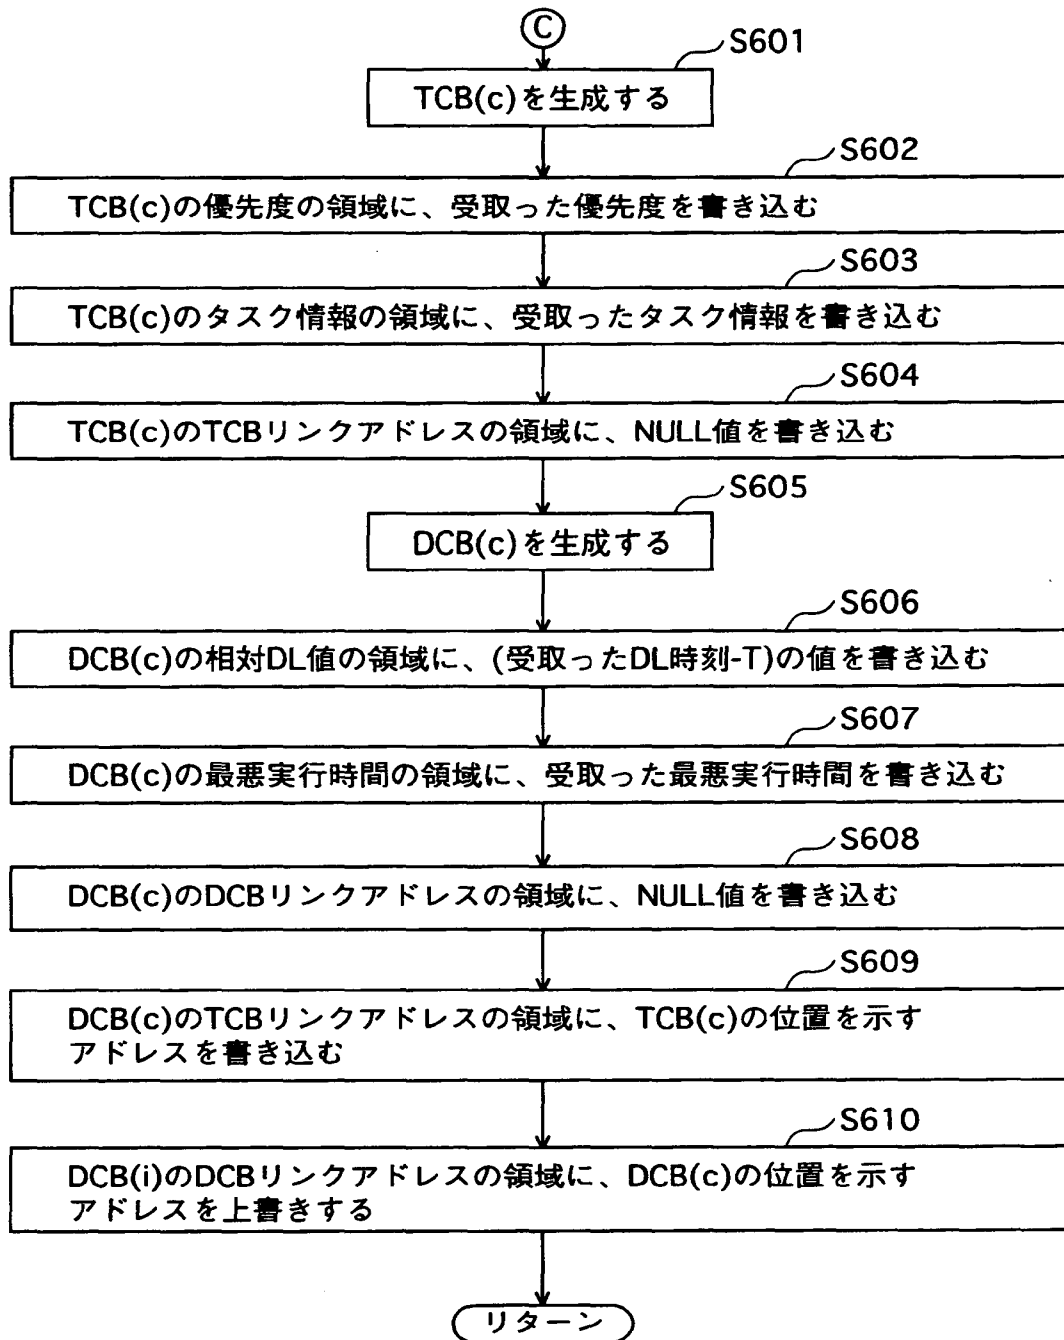 C
S601
TCB(c)を生成する
S602
TCB(c)の優先度の領域に、受取った優先度を書き込む
S603
TCB(c)のタスク情報の領域に、受取ったタスク情報を書き込む
S604
TCB(c)のTCBリンクアドレスの領域に、NULL値を書き込む
S605
DCB(c)を生成する
S606
DCB(c)の相対DL値の領域に、(受取ったDL時刻-T)の値を書き込む
S607
DCB(c)の最悪実行時間の領域に、受取った最悪実行時間を書き込む
S608
DCB(c)のDCBリンクアドレスの領域に、NULL値を書き込む
S609
DCB(c)のTCBリンクアドレスの領域に、TCB(c)の位置を示す
アドレスを書き込む
S610
DCB(i)のDCBリンクアドレスの領域に、DCB(c)の位置を示す
アドレスを上書きする
リターン